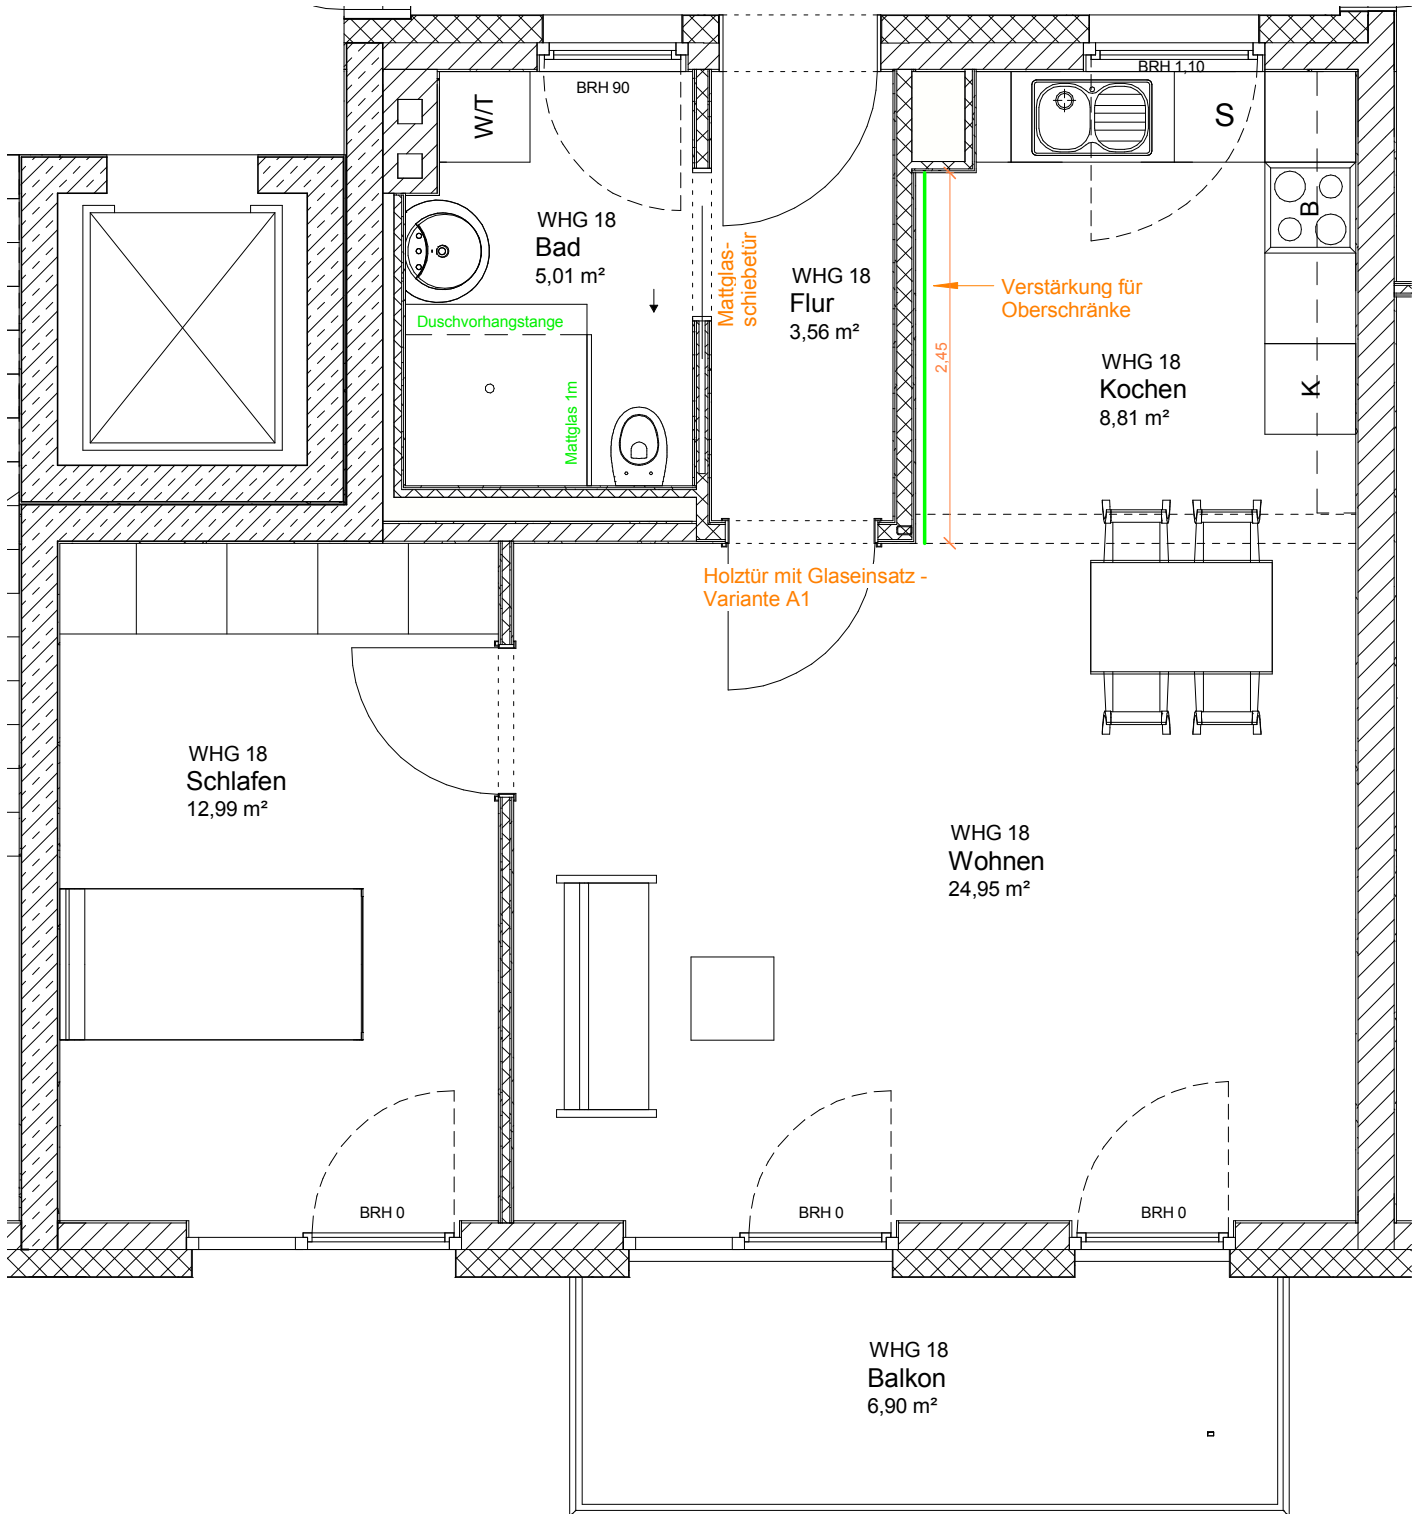 BRH 90
BRH 1,10
W/T
S
WHG 18
Bad
5,01 m²
Mattglas-
schiebetür
WHG 18
Flur
3,56 m²
B
Verstärkung für
Oberschränke
Duschvorhangstange
2,45
WHG 18
Kochen
8,81 m²
K
Mattglas 1m
Holztür mit Glaseinsatz -
Variante A1
WHG 18
Schlafen
12,99 m²
WHG 18
Wohnen
24,95 m²
BRH 0
BRH 0
BRH 0
WHG 18
Balkon
6,90 m²